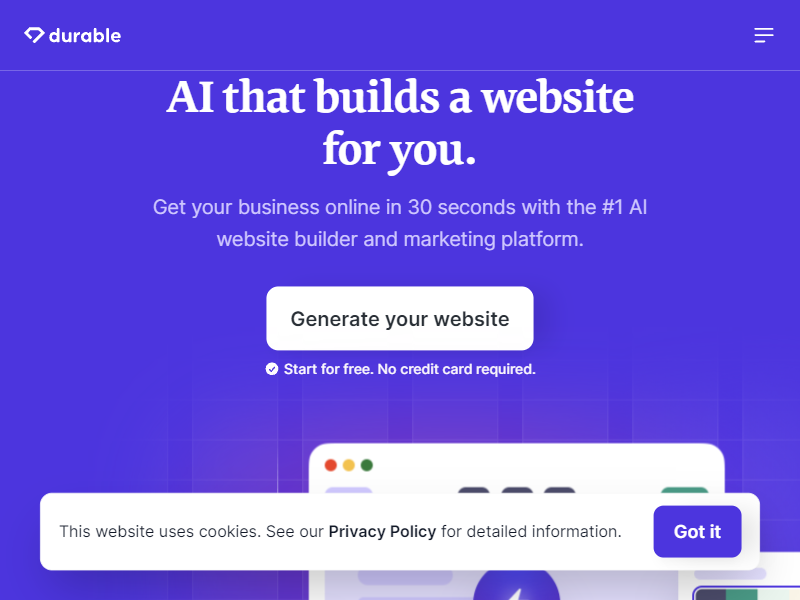 durable
AI that builds a website
for you.
Get your business online in 30 seconds with the #1 AI
website builder and marketing platform.
Generate your website
Start for free. No credit card required.
This website uses cookies. See our Privacy Policy for detailed information.
Got it